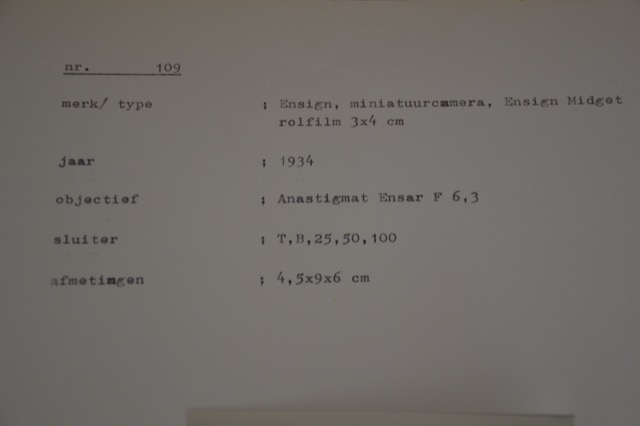 nr. 109
merk/ type ; Ensign, miniatuurcamera, Ensign Midget
rolfilm 3x4 cm
jaar ; 1934
objectief ; Anastigmat Ensar F 6,3
sluiter ; T,B,25,50,100
afmetingen ; 4,5x9x6 cm